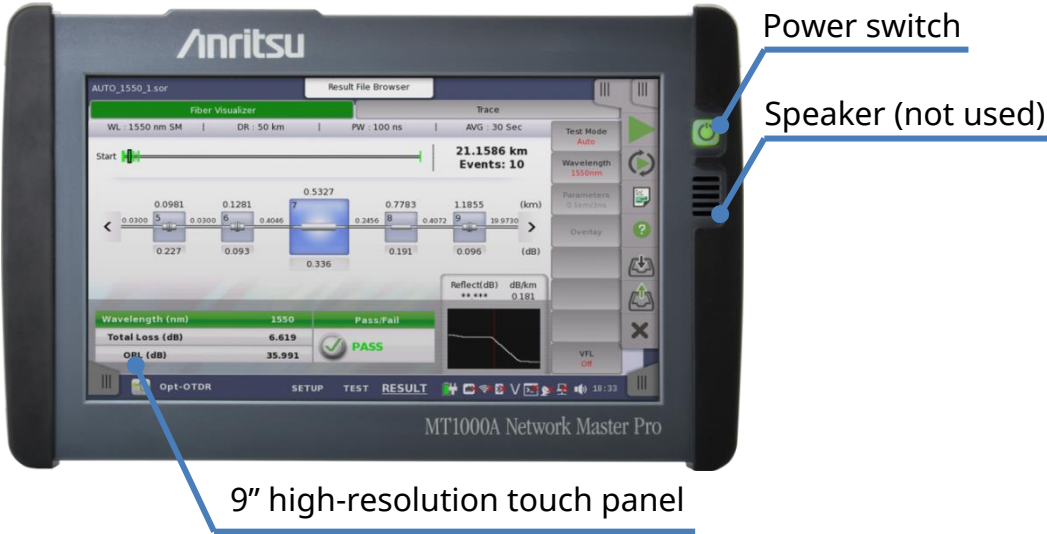 Power switch
Anritsu
AUTO_1550_1.sor
Result File Browser
Speaker (not used)
Fiber Visualizer
Trace
WL : 1550 nm SM | DR : 50 km | PW : 100 ns | AVG : 30 Sec
Test Mode
Auto
Start
21.1586 km
Events: 10
Wavelength
1550nm
0.5327
Parameters
0.0981 0.1281 7 0.7783 1.1855 (km)
0.0300 5 0.0300 6 0.4046 0.2456 8 0.4072 9 19.9730
Overlay
0.227 0.093 0.191 0.096 (dB)
0.336
Reflect(dB) dB/km
**.*** 0.181
Wavelength (nm) 1550 Pass/Fail
Total Loss (dB) 6.619
PASS
ORL (dB) 35.991
VFL
Off
Opt-OTDR SETUP TEST RESULT 18:33
MT1000A Network Master Pro
9” high-resolution touch panel